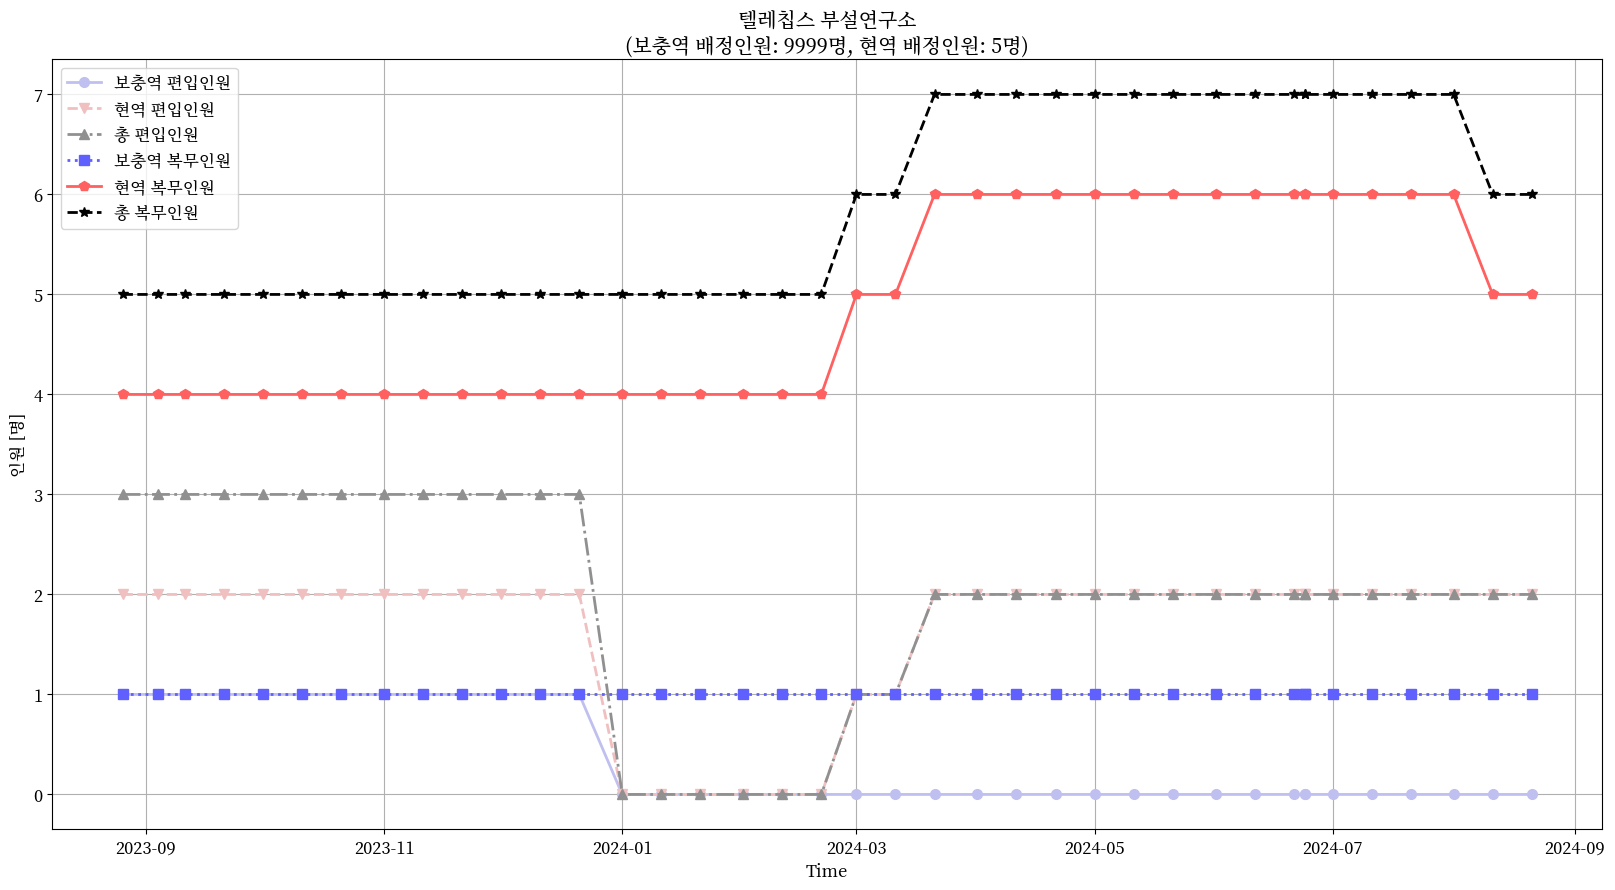 텔레칩스 부설연구소
(보충역 배정인원: 9999명, 현역 배정인원: 5명)
보충역 편입인원
현역 편입인원
총 편입인원
보충역 복무인원
현역 복무인원
총 복무인원
7
6
5
4
3
2
1
0
인원 [명]
2023-09
2023-11
2024-01
2024-03
2024-05
2024-07
2024-09
Time